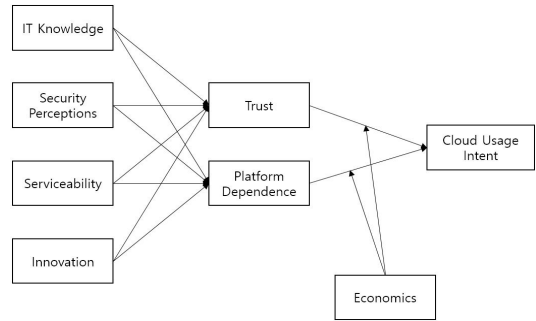 IT Knowledge
Security
Perceptions
Serviceability
Innovation
Trust
Platform
Dependence
Cloud Usage
Intent
Economics